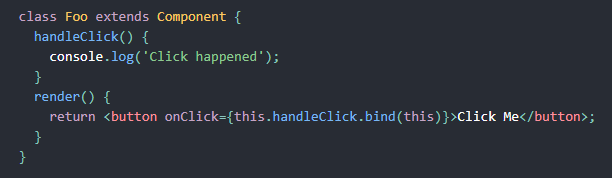 class Foo extends Component {
  handleClick() {
    console.log('Click happened');
  }
  render() {
    return <button onClick={this.handleClick.bind(this)}>Click Me</button>;
  }
}